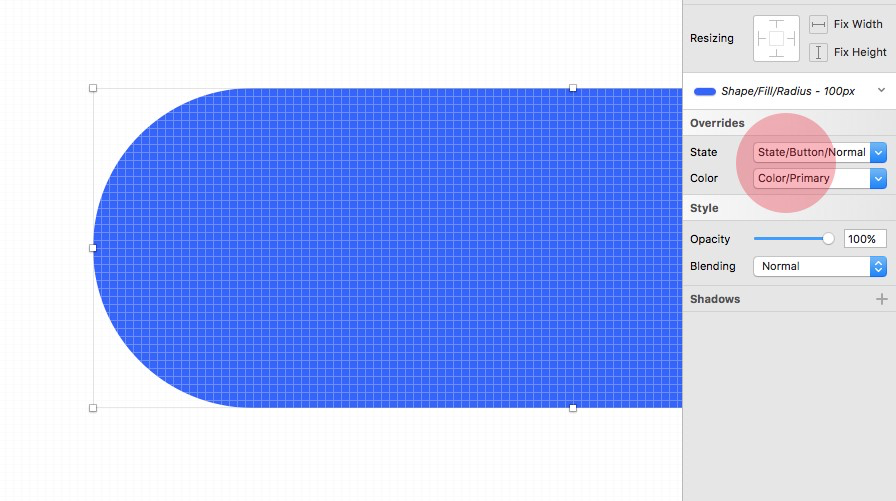 Resizing
Fix Width
Fix Height
Shape/Fill/Radius - 100px
Overrides
State State/Button/Normal
Color Color/Primary
Style
Opacity 100%
Blending Normal
Shadows